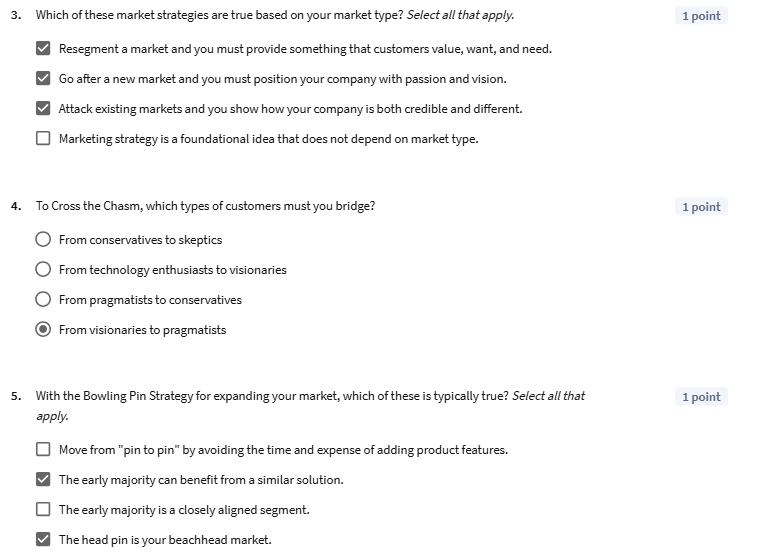 3. Which of these market strategies are true based on your market type? Select all that apply. 1 point
Resegment a market and you must provide something that customers value, want, and need.
Go after a new market and you must position your company with passion and vision.
Attack existing markets and you show how your company is both credible and different.
Marketing strategy is a foundational idea that does not depend on market type.
4. To Cross the Chasm, which types of customers must you bridge? 1 point
From conservatives to skeptics
From technology enthusiasts to visionaries
From pragmatists to conservatives
From visionaries to pragmatists
5. With the Bowling Pin Strategy for expanding your market, which of these is typically true? Select all that 1 point
apply.
Move from "pin to pin" by avoiding the time and expense of adding product features.
The early majority can benefit from a similar solution.
The early majority is a closely aligned segment.
The head pin is your beachhead market.